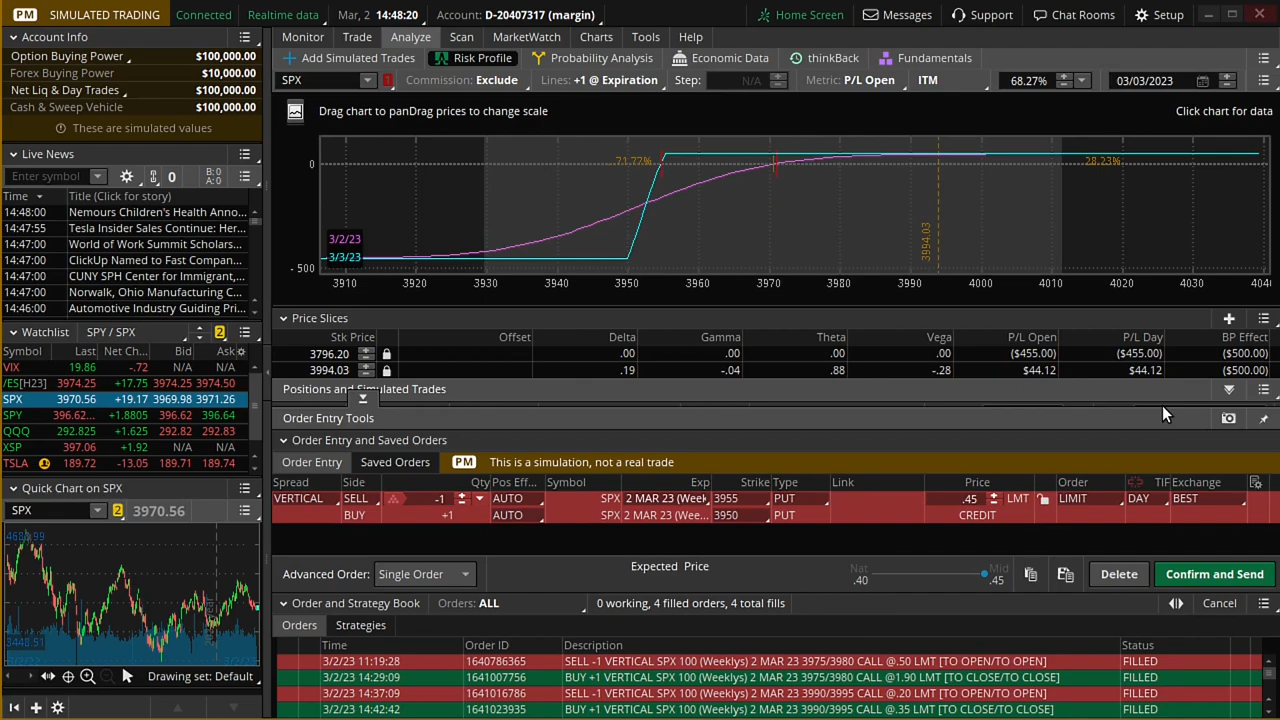 PM SIMULATED TRADING Connected Realtime data Mar, 2 14:48:20 Account: D-20407317 (margin) Home Screen Messages Support Chat Rooms Setup
Account Info
Option Buying Power $100,000.00
Forex Buying Power $10,000.00
Net Liq & Day Trades $100,000.00
Cash & Sweep Vehicle $100,000.00
These are simulated values
Live News
Enter symbol 0 B: 0 A: 0
Time Title (Click for story)
14:48:00 Nemours Children's Health Anno...
14:47:55 Tesla Insider Sales Continue: Her...
14:47:00 World of Work Summit Scholars...
14:47:00 ClickUp Named to Fast Compan...
14:47:00 CUNY SPH Center for Immigrant,...
14:47:00 Norwalk, Ohio Manufacturing C...
14:46:00 Automotive Industry Guiding Pri...
Watchlist SPY / SPX 2
Symbol Last Net Ch... Bid Ask
VIX 19.86 -.72 N/A N/A
/ES[H23] 3974.25 +17.75 3974.25 3974.50
SPX 3970.56 +19.17 3969.98 3971.26
SPY 396.62... +1.8805 396.62 396.64
QQQ 292.825 +1.625 292.82 292.83
XSP 397.06 +1.92 N/A N/A
TSLA 189.72 -13.05 189.71 189.74
Quick Chart on SPX
SPX 2 3970.56
3448.51
Drawing set: Default
Monitor Trade Analyze Scan MarketWatch Charts Tools Help
Add Simulated Trades Risk Profile Probability Analysis Economic Data thinkBack Fundamentals
SPX 1 Commission: Exclude Lines: +1 @ Expiration Step: N/A Metric: P/L Open ITM 68.27% 03/03/2023
Drag chart to panDrag prices to change scale Click chart for data
0 71.77% 28.23%
3994.03
3/2/23
3/3/23
-500
3910 3920 3930 3940 3950 3960 3970 3980 3990 4000 4010 4020 4030 404
Price Slices
Stk Price Offset Delta Gamma Theta Vega P/L Open P/L Day BP Effect
3796.20 .00 .00 .00 .00 ($455.00) ($455.00) ($500.00)
3994.03 .19 -.04 .88 -.28 $44.12 $44.12 ($500.00)
Positions and Simulated Trades
Order Entry Tools
Order Entry and Saved Orders
Order Entry Saved Orders PM This is a simulation, not a real trade
Spread Side Qty Pos Eff... Symbol Exp Strike Type Link Price Order TIF Exchange
VERTICAL SELL -1 AUTO SPX 2 MAR 23 (Week 3955 PUT .45 LMT LIMIT DAY BEST
BUY +1 AUTO SPX 2 MAR 23 (Wee... 3950 PUT CREDIT
Advanced Order: Single Order Expected Price Nat .40 Mid .45 Delete Confirm and Send
Order and Strategy Book Orders: ALL 0 working, 4 filled orders, 4 total fills Cancel
Orders Strategies
Time Order ID Description Status
3/2/23 11:19:28 1640786365 SELL -1 VERTICAL SPX 100 (Weeklys) 2 MAR 23 3975/3980 CALL @.50 LMT [TO OPEN/TO OPEN] FILLED
3/2/23 14:29:09 1641007756 BUY +1 VERTICAL SPX 100 (Weeklys) 2 MAR 23 3975/3980 CALL @1.90 LMT [TO CLOSE/TO CLOSE] FILLED
3/2/23 14:37:09 1641016786 SELL -1 VERTICAL SPX 100 (Weeklys) 2 MAR 23 3990/3995 CALL @.20 LMT [TO OPEN/TO OPEN] FILLED
3/2/23 14:42:42 1641023935 BUY +1 VERTICAL SPX 100 (Weeklys) 2 MAR 23 3990/3995 CALL @.35 LMT [TO CLOSE/TO CLOSE] FILLED